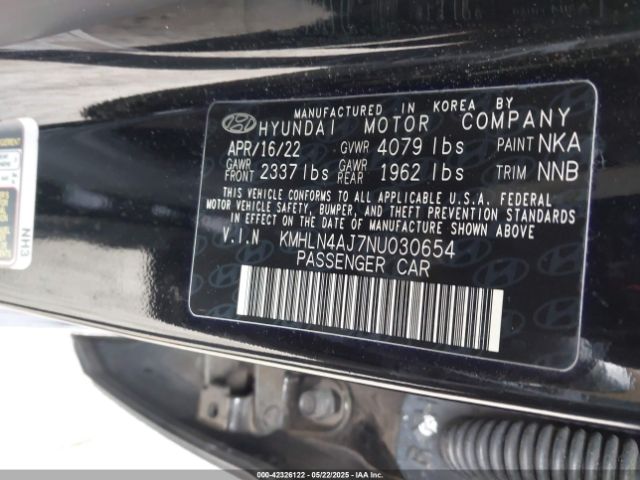 MANUFACTURED IN KOREA BY
HYUNDAI MOTOR COMPANY
APR/16/22 GVWR 4079 lbs PAINT NKA
GAWR FRONT 2337 lbs GAWR REAR 1962 lbs TRIM NNB
THIS VEHICLE CONFORMS TO ALL APPLICABLE U.S.A. FEDERAL
MOTOR VEHICLE SAFETY, BUMPER, AND THEFT PREVENTION STANDARDS
IN EFFECT ON THE DATE OF MANUFACTURE SHOWN ABOVE.
V.I.N KMHLN4AJ7NU030654
PASSENGER CAR
NH3
000-42326122 - 05/22/2025 - IAA Inc.